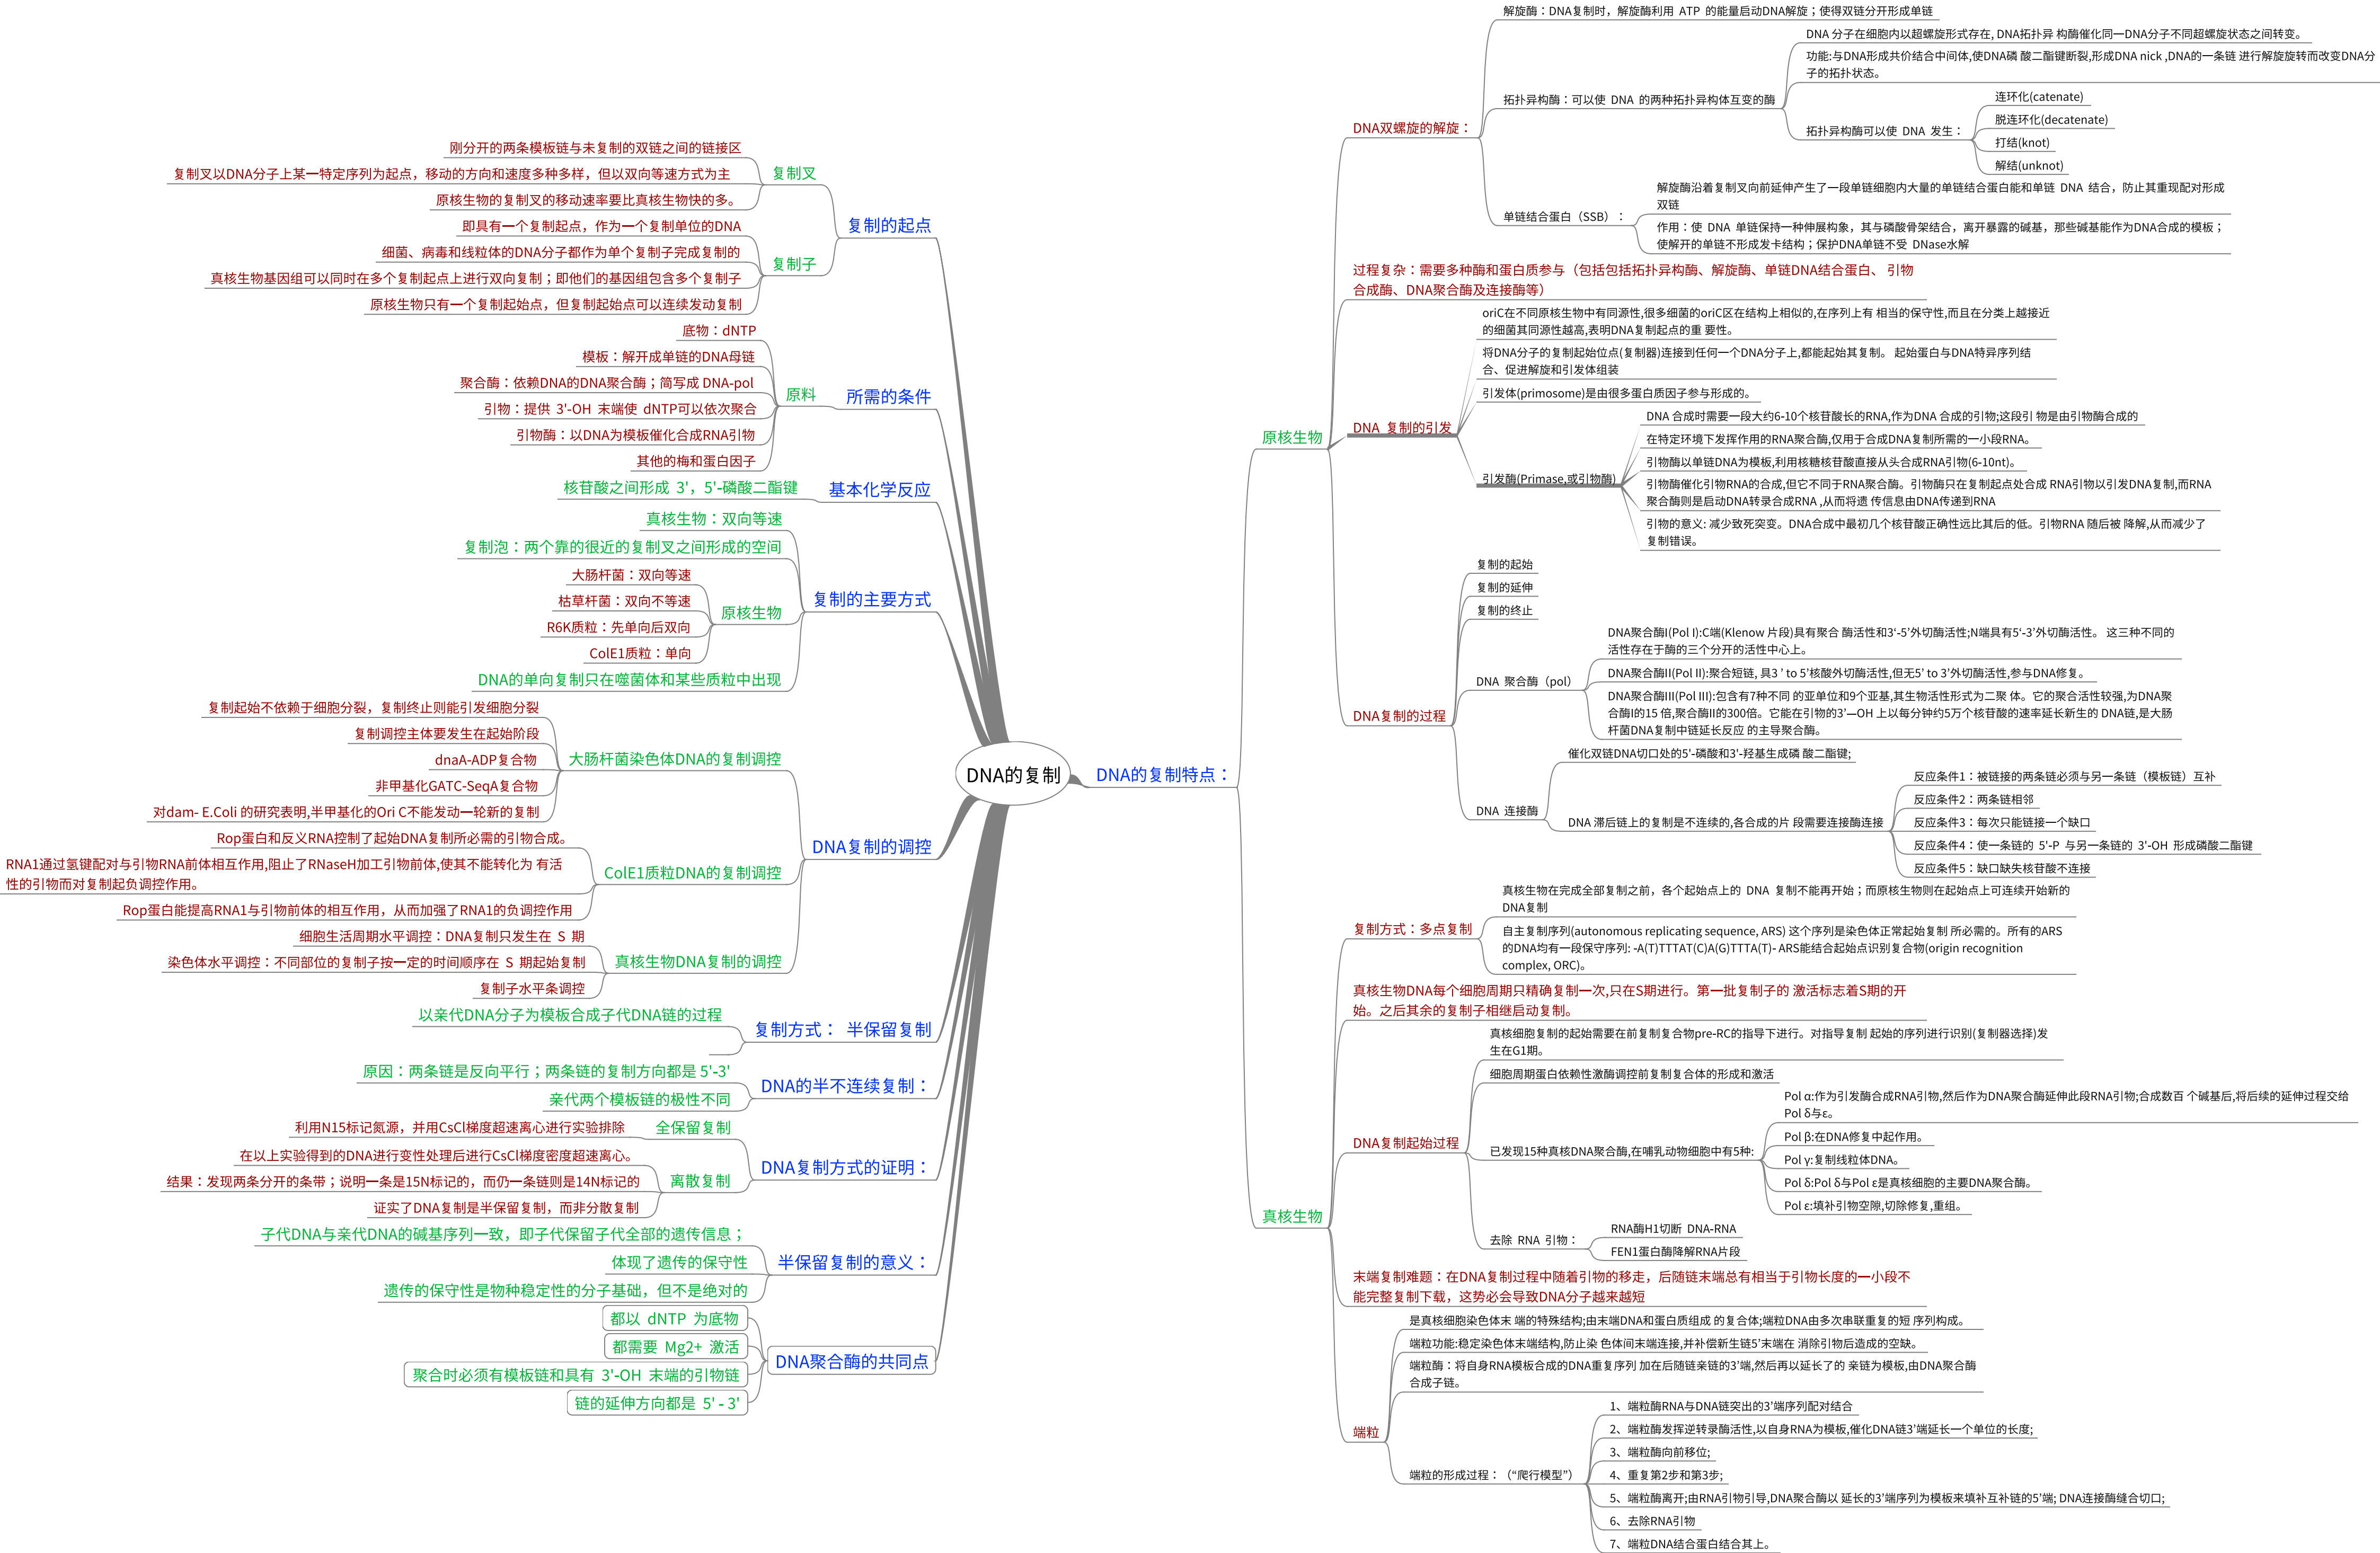 DNA的复制
复制的起点
复制叉
刚分开的两条模板链与未复制的双链之间的链接区
复制叉以DNA分子上某一特定序列为起点，移动的方向和速度多种多样，但以双向等速方式为主
原核生物的复制叉的移动速率要比真核生物快的多。
复制子
即具有一个复制起点，作为一个复制单位的DNA
细菌、病毒和线粒体的DNA分子都作为单个复制子完成复制的
真核生物基因组可以同时在多个复制起点上进行双向复制；即他们的基因组包含多个复制子
原核生物只有一个复制起始点，但复制起始点可以连续发动复制
所需的条件
原料
底物：dNTP
模板：解开成单链的DNA母链
聚合酶：依赖DNA的DNA聚合酶；简写成 DNA-pol
引物：提供 3'-OH 末端使 dNTP可以依次聚合
引物酶：以DNA为模板催化合成RNA引物
其他的梅和蛋白因子
基本化学反应
核苷酸之间形成 3'，5'-磷酸二酯键
复制的主要方式
真核生物：双向等速
复制泡：两个靠的很近的复制叉之间形成的空间
原核生物
大肠杆菌：双向等速
枯草杆菌：双向不等速
R6K质粒：先单向后双向
ColE1质粒：单向
DNA的单向复制只在噬菌体和某些质粒中出现
DNA复制的调控
大肠杆菌染色体DNA的复制调控
复制起始不依赖于细胞分裂，复制终止则能引发细胞分裂
复制调控主体要发生在起始阶段
dnaA-ADP复合物
非甲基化GATC-SeqA复合物
对dam- E.Coli 的研究表明,半甲基化的Ori C不能发动一轮新的复制
ColE1质粒DNA的复制调控
Rop蛋白和反义RNA控制了起始DNA复制所必需的引物合成。
RNA1通过氢键配对与引物RNA前体相互作用,阻止了RNaseH加工引物前体,使其不能转化为 有活
性的引物而对复制起负调控作用。
Rop蛋白能提高RNA1与引物前体的相互作用，从而加强了RNA1的负调控作用
真核生物DNA复制的调控
细胞生活周期水平调控：DNA复制只发生在 S 期
染色体水平调控：不同部位的复制子按一定的时间顺序在 S 期起始复制
复制子水平条调控
复制方式： 半保留复制
以亲代DNA分子为模板合成子代DNA链的过程
DNA的半不连续复制：
原因：两条链是反向平行；两条链的复制方向都是 5'-3'
亲代两个模板链的极性不同
DNA复制方式的证明：
全保留复制
利用N15标记氮源，并用CsCl梯度超速离心进行实验排除
离散复制
在以上实验得到的DNA进行变性处理后进行CsCl梯度密度超速离心。
结果：发现两条分开的条带；说明一条是15N标记的，而仍一条链则是14N标记的
证实了DNA复制是半保留复制，而非分散复制
半保留复制的意义：
子代DNA与亲代DNA的碱基序列一致，即子代保留子代全部的遗传信息；
体现了遗传的保守性
遗传的保守性是物种稳定性的分子基础，但不是绝对的
DNA聚合酶的共同点
都以 dNTP 为底物
都需要 Mg2+ 激活
聚合时必须有模板链和具有 3'-OH 末端的引物链
链的延伸方向都是 5' - 3'
DNA的复制特点：
原核生物
DNA双螺旋的解旋：
解旋酶：DNA复制时，解旋酶利用 ATP 的能量启动DNA解旋；使得双链分开形成单链
拓扑异构酶：可以使 DNA 的两种拓扑异构体互变的酶
DNA 分子在细胞内以超螺旋形式存在, DNA拓扑异 构酶催化同一DNA分子不同超螺旋状态之间转变。
功能:与DNA形成共价结合中间体,使DNA磷 酸二酯键断裂,形成DNA nick ,DNA的一条链 进行解旋旋转而改变DNA分
子的拓扑状态。
拓扑异构酶可以使 DNA 发生：
连环化(catenate)
脱连环化(decatenate)
打结(knot)
解结(unknot)
单链结合蛋白（SSB）：
解旋酶沿着复制叉向前延伸产生了一段单链细胞内大量的单链结合蛋白能和单链 DNA 结合，防止其重现配对形成
双链
作用：使 DNA 单链保持一种伸展构象，其与磷酸骨架结合，离开暴露的碱基，那些碱基能作为DNA合成的模板；
使解开的单链不形成发卡结构；保护DNA单链不受 DNase水解
过程复杂：需要多种酶和蛋白质参与（包括包括拓扑异构酶、解旋酶、单链DNA结合蛋白、 引物
合成酶、DNA聚合酶及连接酶等）
DNA 复制的引发
oriC在不同原核生物中有同源性,很多细菌的oriC区在结构上相似的,在序列上有 相当的保守性,而且在分类上越接近
的细菌其同源性越高,表明DNA复制起点的重 要性。
将DNA分子的复制起始位点(复制器)连接到任何一个DNA分子上,都能起始其复制。 起始蛋白与DNA特异序列结
合、促进解旋和引发体组装
引发体(primosome)是由很多蛋白质因子参与形成的。
引发酶(Primase,或引物酶)
DNA 合成时需要一段大约6-10个核苷酸长的RNA,作为DNA 合成的引物;这段引 物是由引物酶合成的
在特定环境下发挥作用的RNA聚合酶,仅用于合成DNA复制所需的一小段RNA。
引物酶以单链DNA为模板,利用核糖核苷酸直接从头合成RNA引物(6-10nt)。
引物酶催化引物RNA的合成,但它不同于RNA聚合酶。引物酶只在复制起点处合成 RNA引物以引发DNA复制,而RNA
聚合酶则是启动DNA转录合成RNA ,从而将遗 传信息由DNA传递到RNA
引物的意义: 减少致死突变。DNA合成中最初几个核苷酸正确性远比其后的低。引物RNA 随后被 降解,从而减少了
复制错误。
DNA复制的过程
复制的起始
复制的延伸
复制的终止
DNA 聚合酶（pol）
DNA聚合酶I(Pol I):C端(Klenow 片段)具有聚合 酶活性和3‘-5’外切酶活性;N端具有5‘-3’外切酶活性。 这三种不同的
活性存在于酶的三个分开的活性中心上。
DNA聚合酶II(Pol II):聚合短链, 具3 ’ to 5’核酸外切酶活性,但无5’ to 3’外切酶活性,参与DNA修复。
DNA聚合酶III(Pol III):包含有7种不同 的亚单位和9个亚基,其生物活性形式为二聚 体。它的聚合活性较强,为DNA聚
合酶I的15 倍,聚合酶II的300倍。它能在引物的3’—OH 上以每分钟约5万个核苷酸的速率延长新生的 DNA链,是大肠
杆菌DNA复制中链延长反应 的主导聚合酶。
DNA 连接酶
催化双链DNA切口处的5'-磷酸和3'-羟基生成磷 酸二酯键;
DNA 滞后链上的复制是不连续的,各合成的片 段需要连接酶连接
反应条件1：被链接的两条链必须与另一条链（模板链）互补
反应条件2：两条链相邻
反应条件3：每次只能链接一个缺口
反应条件4：使一条链的 5'-P 与另一条链的 3'-OH 形成磷酸二酯键
反应条件5：缺口缺失核苷酸不连接
真核生物
复制方式：多点复制
真核生物在完成全部复制之前，各个起始点上的 DNA 复制不能再开始；而原核生物则在起始点上可连续开始新的
DNA复制
自主复制序列(autonomous replicating sequence, ARS) 这个序列是染色体正常起始复制 所必需的。所有的ARS
的DNA均有一段保守序列: -A(T)TTTAT(C)A(G)TTTA(T)- ARS能结合起始点识别复合物(origin recognition
complex, ORC)。
真核生物DNA每个细胞周期只精确复制一次,只在S期进行。第一批复制子的 激活标志着S期的开
始。之后其余的复制子相继启动复制。
DNA复制起始过程
真核细胞复制的起始需要在前复制复合物pre-RC的指导下进行。对指导复制 起始的序列进行识别(复制器选择)发
生在G1期。
细胞周期蛋白依赖性激酶调控前复制复合体的形成和激活
已发现15种真核DNA聚合酶,在哺乳动物细胞中有5种:
Pol α:作为引发酶合成RNA引物,然后作为DNA聚合酶延伸此段RNA引物;合成数百 个碱基后,将后续的延伸过程交给
Pol δ与ε。
Pol β:在DNA修复中起作用。
Pol γ:复制线粒体DNA。
Pol δ:Pol δ与Pol ε是真核细胞的主要DNA聚合酶。
Pol ε:填补引物空隙,切除修复,重组。
去除 RNA 引物：
RNA酶H1切断 DNA-RNA
FEN1蛋白酶降解RNA片段
末端复制难题：在DNA复制过程中随着引物的移走，后随链末端总有相当于引物长度的一小段不
能完整复制下载，这势必会导致DNA分子越来越短
端粒
是真核细胞染色体末 端的特殊结构;由末端DNA和蛋白质组成 的复合体;端粒DNA由多次串联重复的短 序列构成。
端粒功能:稳定染色体末端结构,防止染 色体间末端连接,并补偿新生链5’末端在 消除引物后造成的空缺。
端粒酶：将自身RNA模板合成的DNA重复序列 加在后随链亲链的3’端,然后再以延长了的 亲链为模板,由DNA聚合酶
合成子链。
端粒的形成过程：（“爬行模型”）
1、端粒酶RNA与DNA链突出的3’端序列配对结合
2、端粒酶发挥逆转录酶活性,以自身RNA为模板,催化DNA链3’端延长一个单位的长度;
3、端粒酶向前移位;
4、重复第2步和第3步;
5、端粒酶离开;由RNA引物引导,DNA聚合酶以 延长的3’端序列为模板来填补互补链的5’端; DNA连接酶缝合切口;
6、去除RNA引物
7、端粒DNA结合蛋白结合其上。